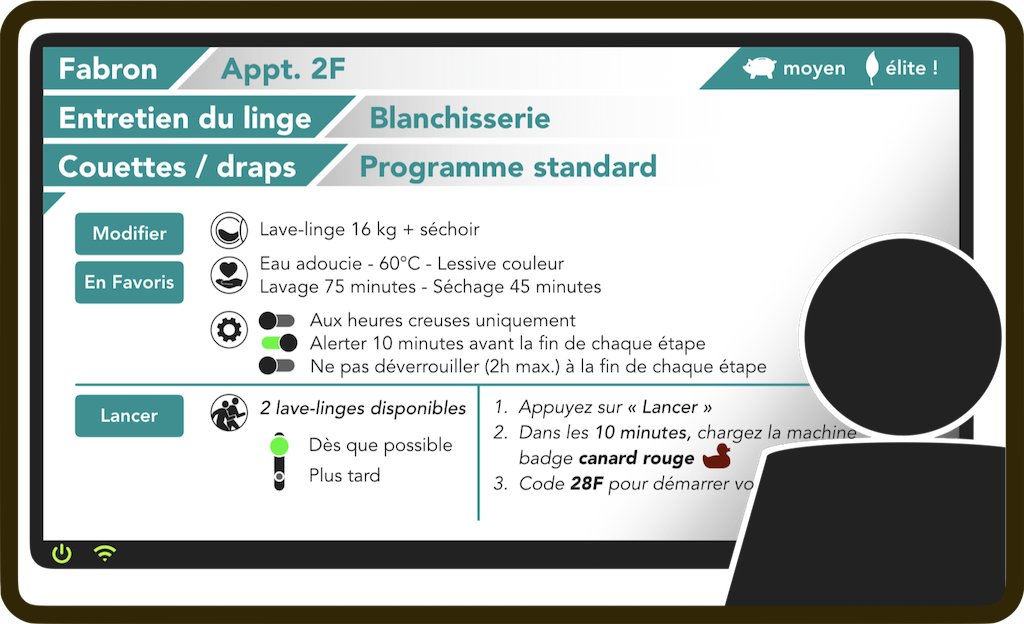 Fabron Appt. 2F moyen élite !
Entretien du linge Blanchisserie
Couettes / draps Programme standard
Modifier
En Favoris
Lave-linge 16 kg + séchoir
Eau adoucie - 60°C - Lessive couleur
Lavage 75 minutes - Séchage 45 minutes
Aux heures creuses uniquement
Alerter 10 minutes avant la fin de chaque étape
Ne pas déverrouiller (2h max.) à la fin de chaque étape
Lancer
2 lave-linges disponibles
Dès que possible
Plus tard
1. Appuyez sur « Lancer »
2. Dans les 10 minutes, chargez la machine
badge canard rouge
3. Code 28F pour démarrer